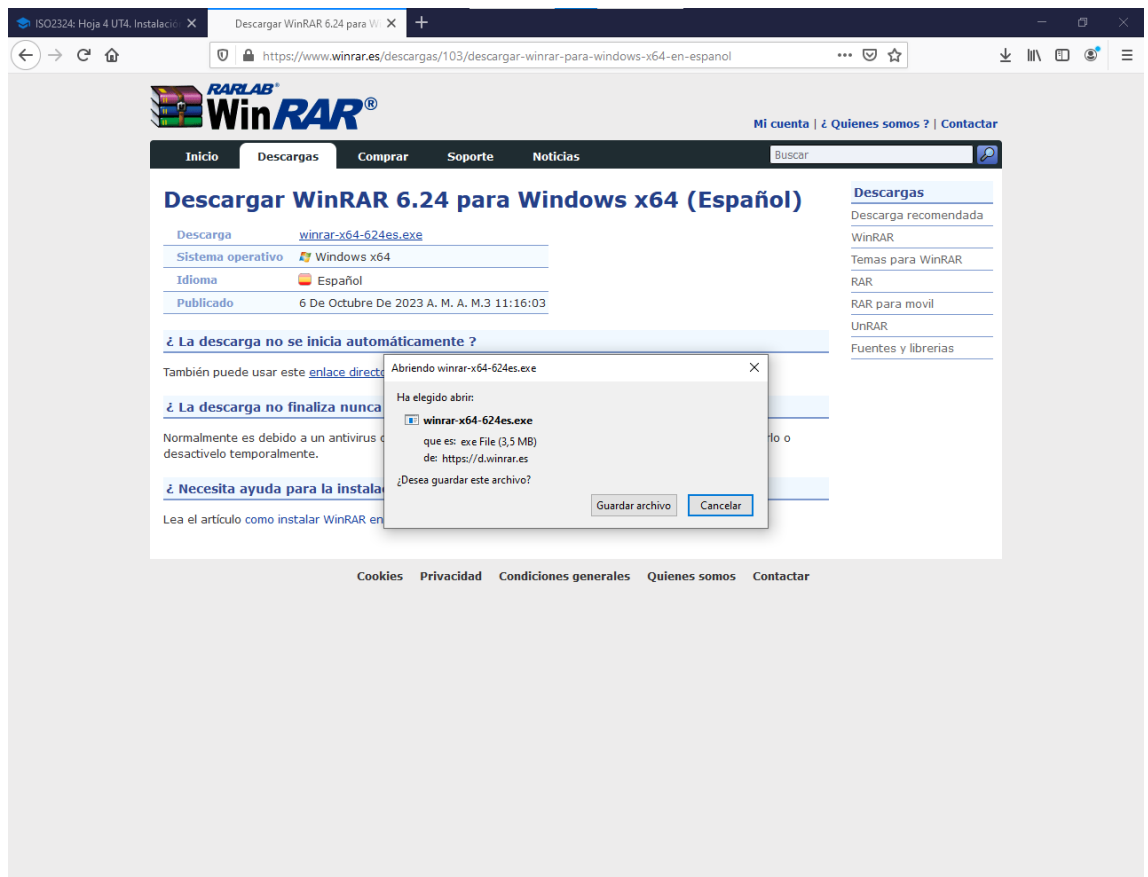 ISO2324: Hoja 4 UT4. Instalació
Descargar WinRAR 6.24 para Wi
https://www.winrar.es/descargas/103/descargar-winrar-para-windows-x64-en-espanol
RARLAB®
WinRAR®
Mi cuenta | ¿ Quienes somos ? | Contactar
Inicio Descargas Comprar Soporte Noticias Buscar
Descargar WinRAR 6.24 para Windows x64 (Español)
Descarga winrar-x64-624es.exe
Sistema operativo Windows x64
Idioma Español
Publicado 6 De Octubre De 2023 A. M. A. M.3 11:16:03
¿ La descarga no se inicia automáticamente ?
También puede usar este enlace directo
¿ La descarga no finaliza nunca
Normalmente es debido a un antivirus
lo o
desactivelo temporalmente.
¿ Necesita ayuda para la instala
Lea el artículo como instalar WinRAR en
Descargas
Descarga recomendada
WinRAR
Temas para WinRAR
RAR
RAR para movil
UnRAR
Fuentes y librerias
Abriendo winrar-x64-624es.exe
Ha elegido abrir:
winrar-x64-624es.exe
que es: exe File (3,5 MB)
de: https://d.winrar.es
¿Desea guardar este archivo?
Guardar archivo Cancelar
Cookies Privacidad Condiciones generales Quienes somos Contactar